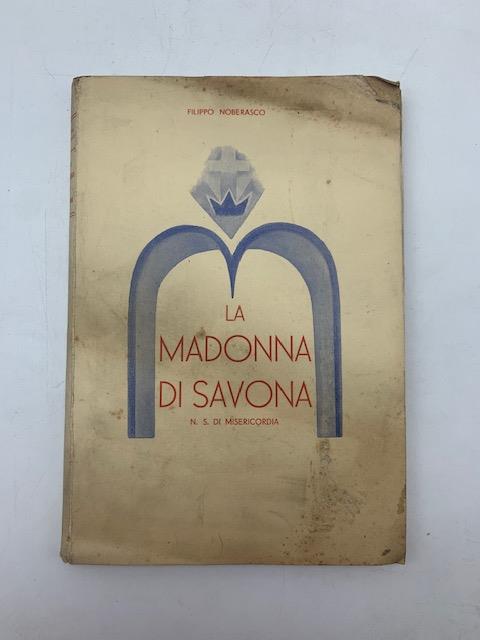 FILIPPO NOBERASCO
LA
MADONNA
DI SAVONA
N. S. DI MISERICORDIA